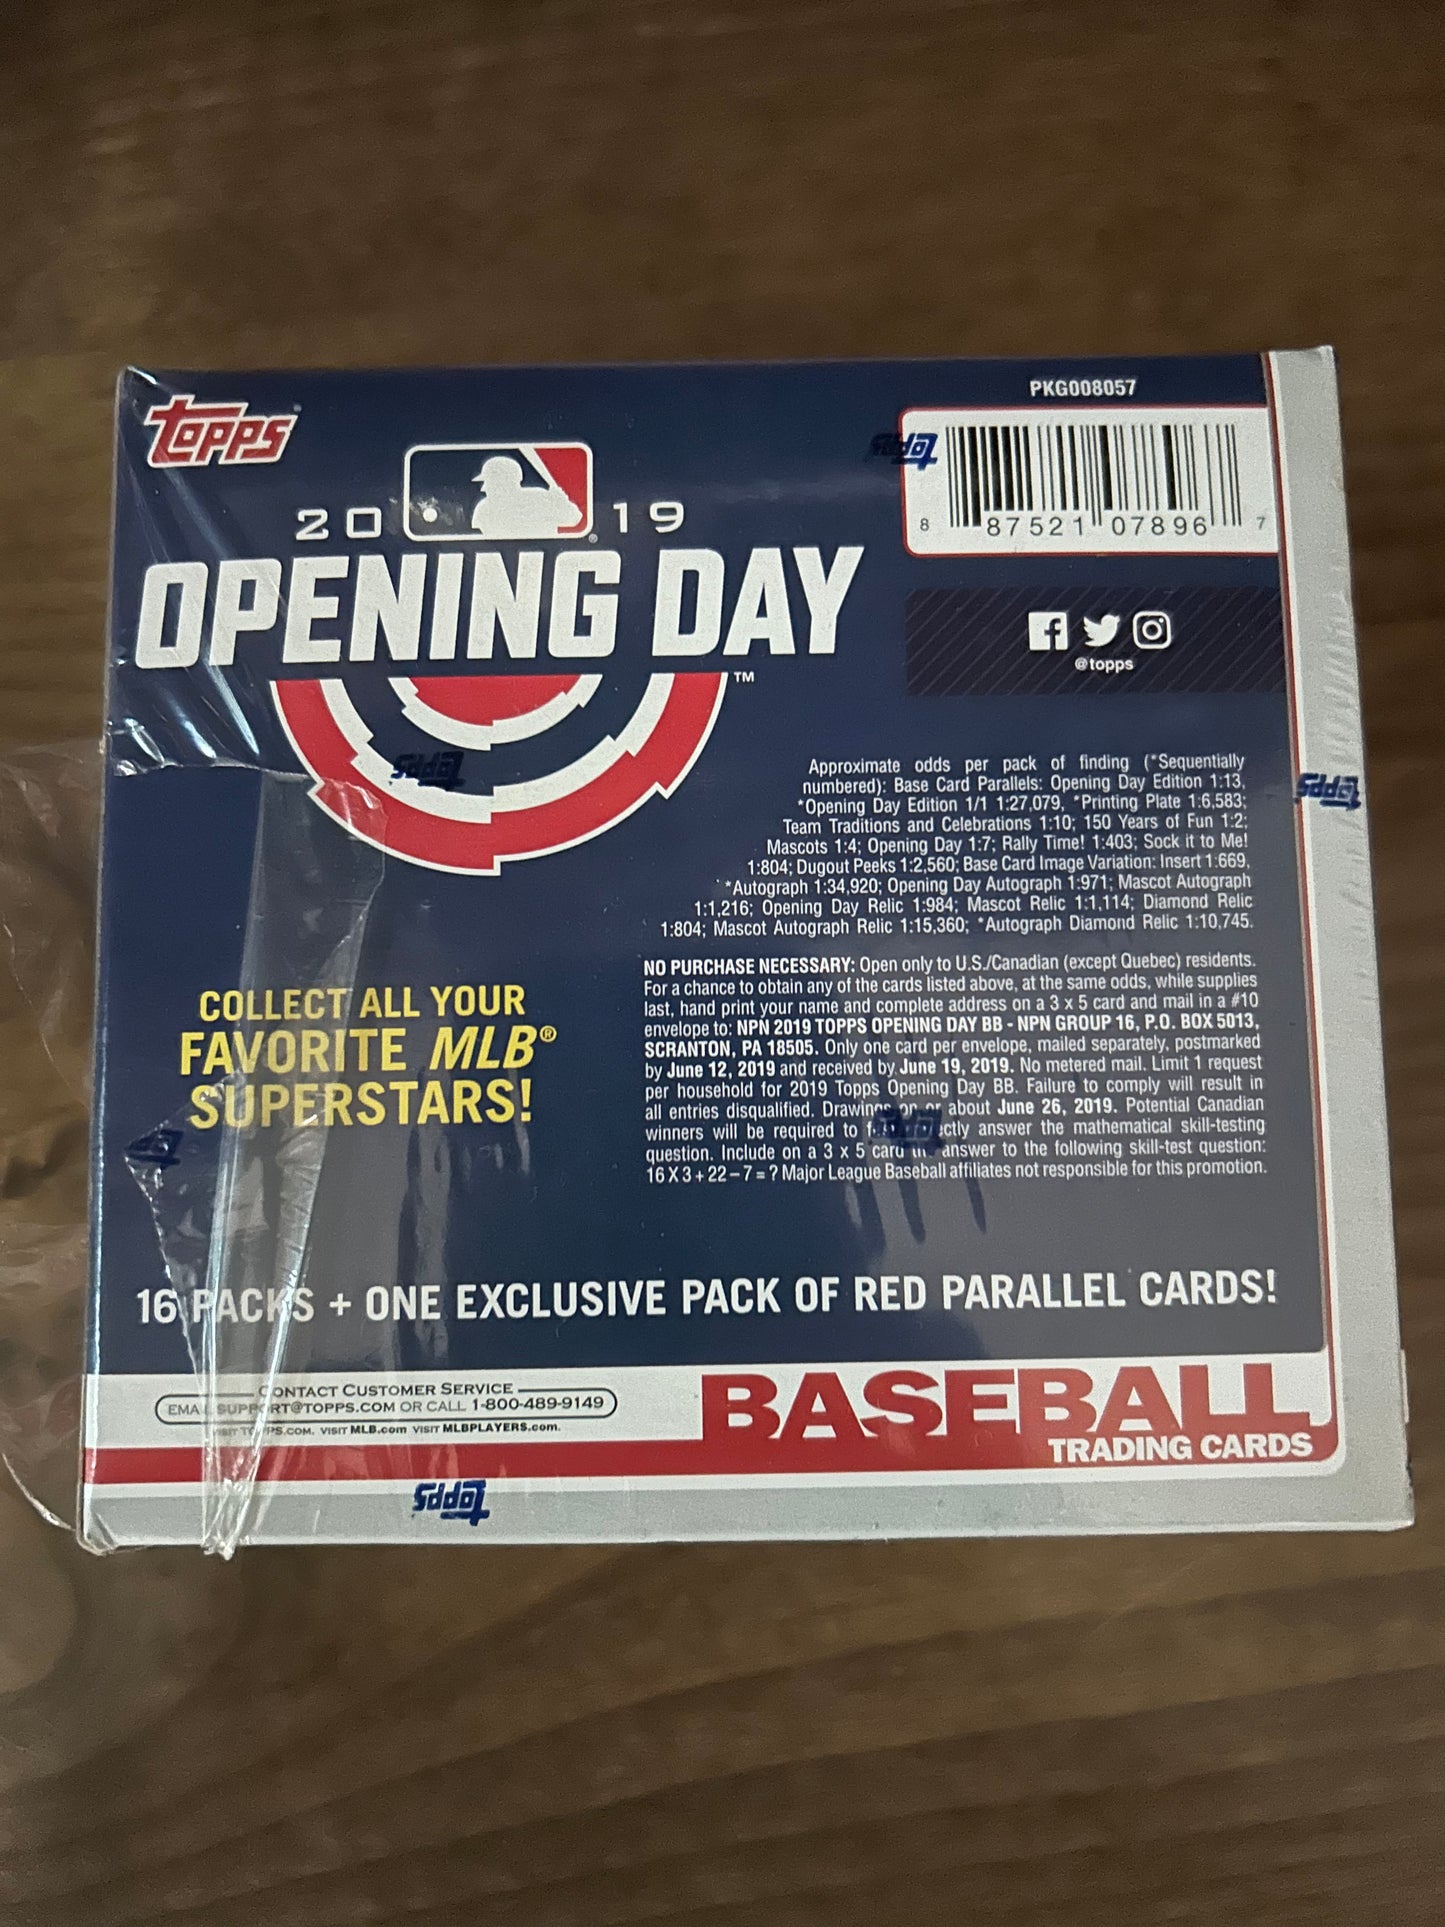 TOPPS
PKG008057
8 87521 07896 7
20 19
OPENING DAY™
@topps
Approximate odds per pack of finding (*Sequentially
numbered): Base Card Parallels: Opening Day Edition 1:13,
*Opening Day Edition 1/1 1:27,079, *Printing Plate 1:6,583;
Team Traditions and Celebrations 1:10; 150 Years of Fun 1:2;
Mascots 1:4; Opening Day 1:7; Rally Time! 1:403; Sock it to Me!
1:804; Dugout Peeks 1:2,560; Base Card Image Variation: Insert 1:669,
*Autograph 1:34,920; Opening Day Autograph 1:971; Mascot Autograph
1:1,216; Opening Day Relic 1:984; Mascot Relic 1:1,114; Diamond Relic
1:804; Mascot Autograph Relic 1:15,360; *Autograph Diamond Relic 1:10,745.
NO PURCHASE NECESSARY: Open only to U.S./Canadian (except Quebec) residents.
For a chance to obtain any of the cards listed above, at the same odds, while supplies
last, hand print your name and complete address on a 3 x 5 card and mail in a #10
envelope to: NPN 2019 TOPPS OPENING DAY BB - NPN GROUP 16, P.O. BOX 5013,
SCRANTON, PA 18505. Only one card per envelope, mailed separately, postmarked
by June 12, 2019 and received by June 19, 2019. No metered mail. Limit 1 request
per household for 2019 Topps Opening Day BB. Failure to comply will result in
all entries disqualified. Drawings on or about June 26, 2019. Potential Canadian
winners will be required to answer the mathematical skill-testing
question. Include on a 3 x 5 card answer to the following skill-test question:
16 X 3 + 22 – 7 = ? Major League Baseball affiliates not responsible for this promotion.
COLLECT ALL YOUR
FAVORITE MLB®
SUPERSTARS!
16 PACKS + ONE EXCLUSIVE PACK OF RED PARALLEL CARDS!
CONTACT CUSTOMER SERVICE
EMAIL SUPPORT@TOPPS.COM OR CALL 1-800-489-9149
VISIT TOPPS.COM. VISIT MLB.com VISIT MLBPLAYERS.com.
BASEBALL
TRADING CARDS
Topps
Topps
Topps
Topps
Topps